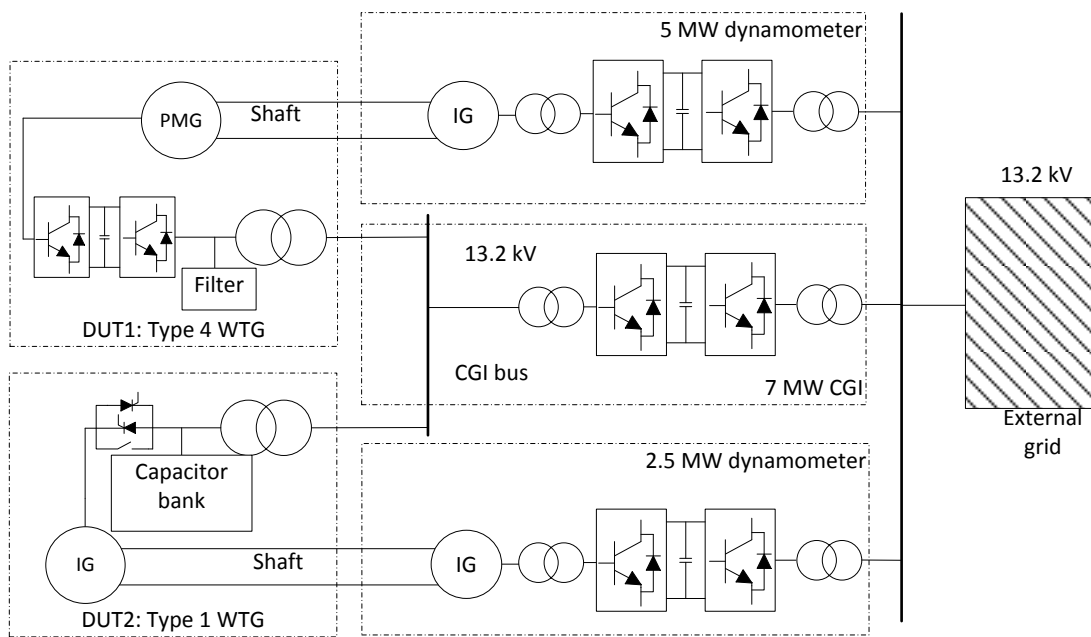 5 MW dynamometer
PMG
Shaft
IG
Filter
DUT1: Type 4 WTG
13.2 kV
CGI bus
7 MW CGI
13.2 kV
External
grid
Capacitor
bank
IG
Shaft
DUT2: Type 1 WTG
2.5 MW dynamometer
IG